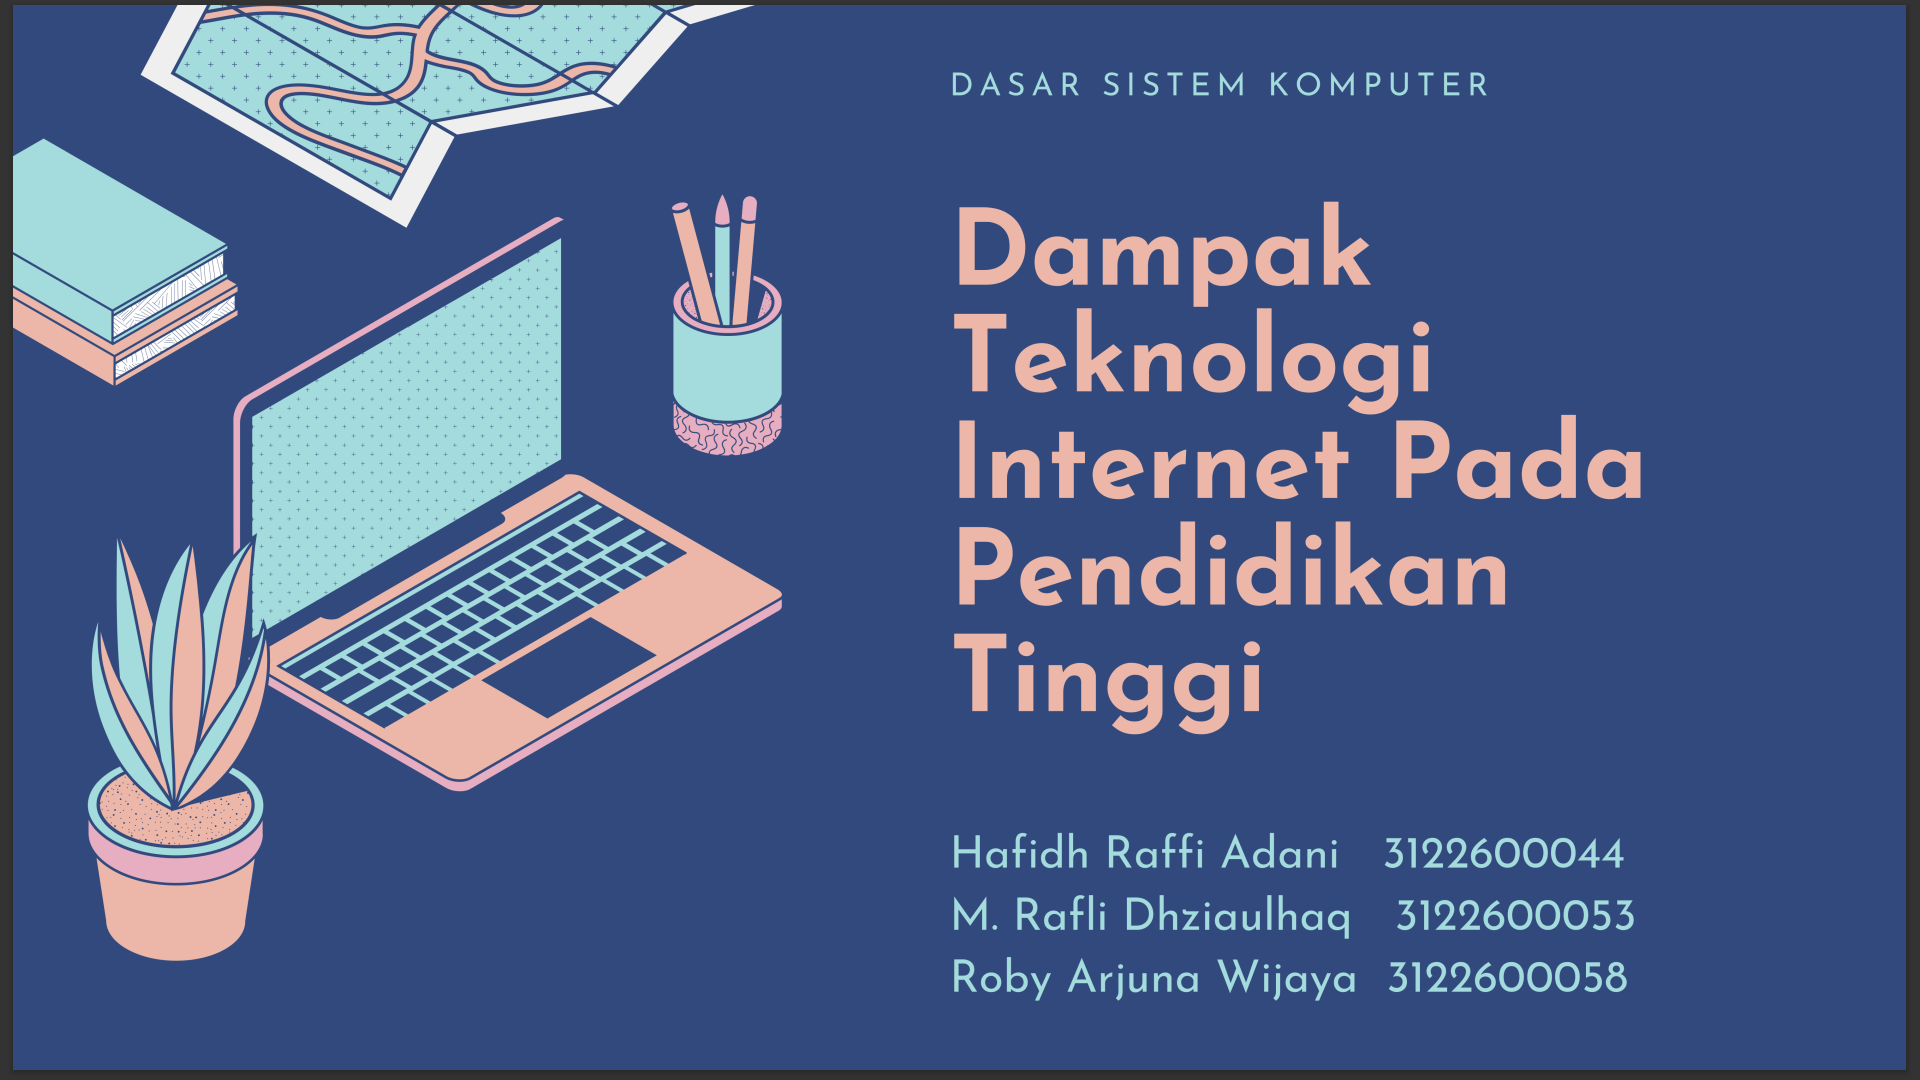 DASAR SISTEM KOMPUTER
Dampak
Teknologi
Internet Pada
Pendidikan
Tinggi
Hafidh Raffi Adani 3122600044
M. Rafli Dhziaulhaq 3122600053
Roby Arjuna Wijaya 3122600058